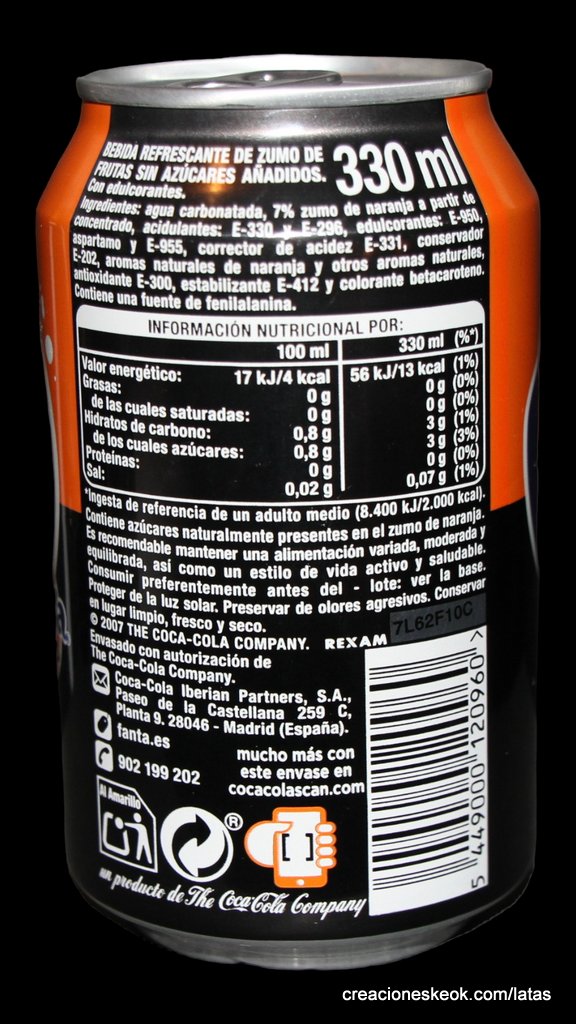 BEBIDA REFRESCANTE DE ZUMO DE
FRUTAS SIN AZÚCARES AÑADIDOS.
330 ml
Con edulcorantes.
Ingredientes: agua carbonatada, 7% zumo de naranja a partir de
concentrado, acidulantes: E-330 y E-296, edulcorantes: E-950,
aspartamo y E-955, corrector de acidez E-331, conservador
E-202, aromas naturales de naranja y otros aromas naturales,
antioxidante E-300, estabilizante E-412 y colorante betacaroteno.
Contiene una fuente de fenilalanina.
INFORMACIÓN NUTRICIONAL POR:
100 ml 330 ml (%*)
Valor energético: 17 kJ/4 kcal 56 kJ/13 kcal (1%)
Grasas: 0 g 0 g (0%)
de las cuales saturadas: 0 g 0 g (0%)
Hidratos de carbono: 0,8 g 3 g (1%)
de los cuales azúcares: 0,8 g 3 g (3%)
Proteínas: 0 g 0 g (0%)
Sal: 0,02 g 0,07 g (1%)
*Ingesta de referencia de un adulto medio (8.400 kJ/2.000 kcal).
Contiene azúcares naturalmente presentes en el zumo de naranja.
Es recomendable mantener una alimentación variada, moderada y
equilibrada, así como un estilo de vida activo y saludable.
Consumir preferentemente antes del - lote: ver la base.
Proteger de la luz solar. Preservar de olores agresivos. Conservar
en lugar limpio, fresco y seco.
© 2007 THE COCA-COLA COMPANY. REXAM 7L62F10C
Envasado con autorización de
The Coca-Cola Company.
Coca-Cola Iberian Partners, S.A.,
Paseo de la Castellana 259 C,
Planta 9. 28046 - Madrid (España).
fanta.es
902 199 202
mucho más con
este envase en
cocacolascan.com
Al Amarillo
®
un producto de The Coca-Cola Company
5 449000 120960 >
creacioneskeok.com/latas